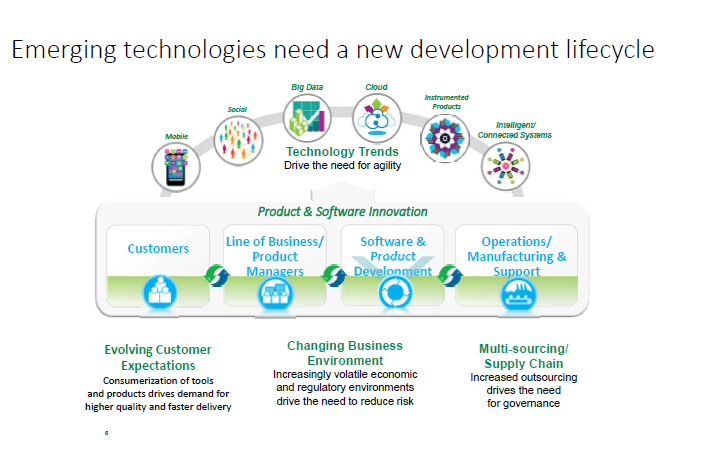 Emerging technologies need a new development lifecycle
Big Data
Cloud
Social
Instrumented
Products
Mobile
Intelligent/
Connected Systems
Technology Trends
Drive the need for agility
Product & Software Innovation
Customers
Line of Business/
Product
Managers
Software &
Product
Development
Operations/
Manufacturing &
Support
Evolving Customer
Expectations
Consumerization of tools
and products drives demand for
higher quality and faster delivery
Changing Business
Environment
Increasingly volatile economic
and regulatory environments
drive the need to reduce risk
Multi-sourcing/
Supply Chain
Increased outsourcing
drives the need
for governance
6